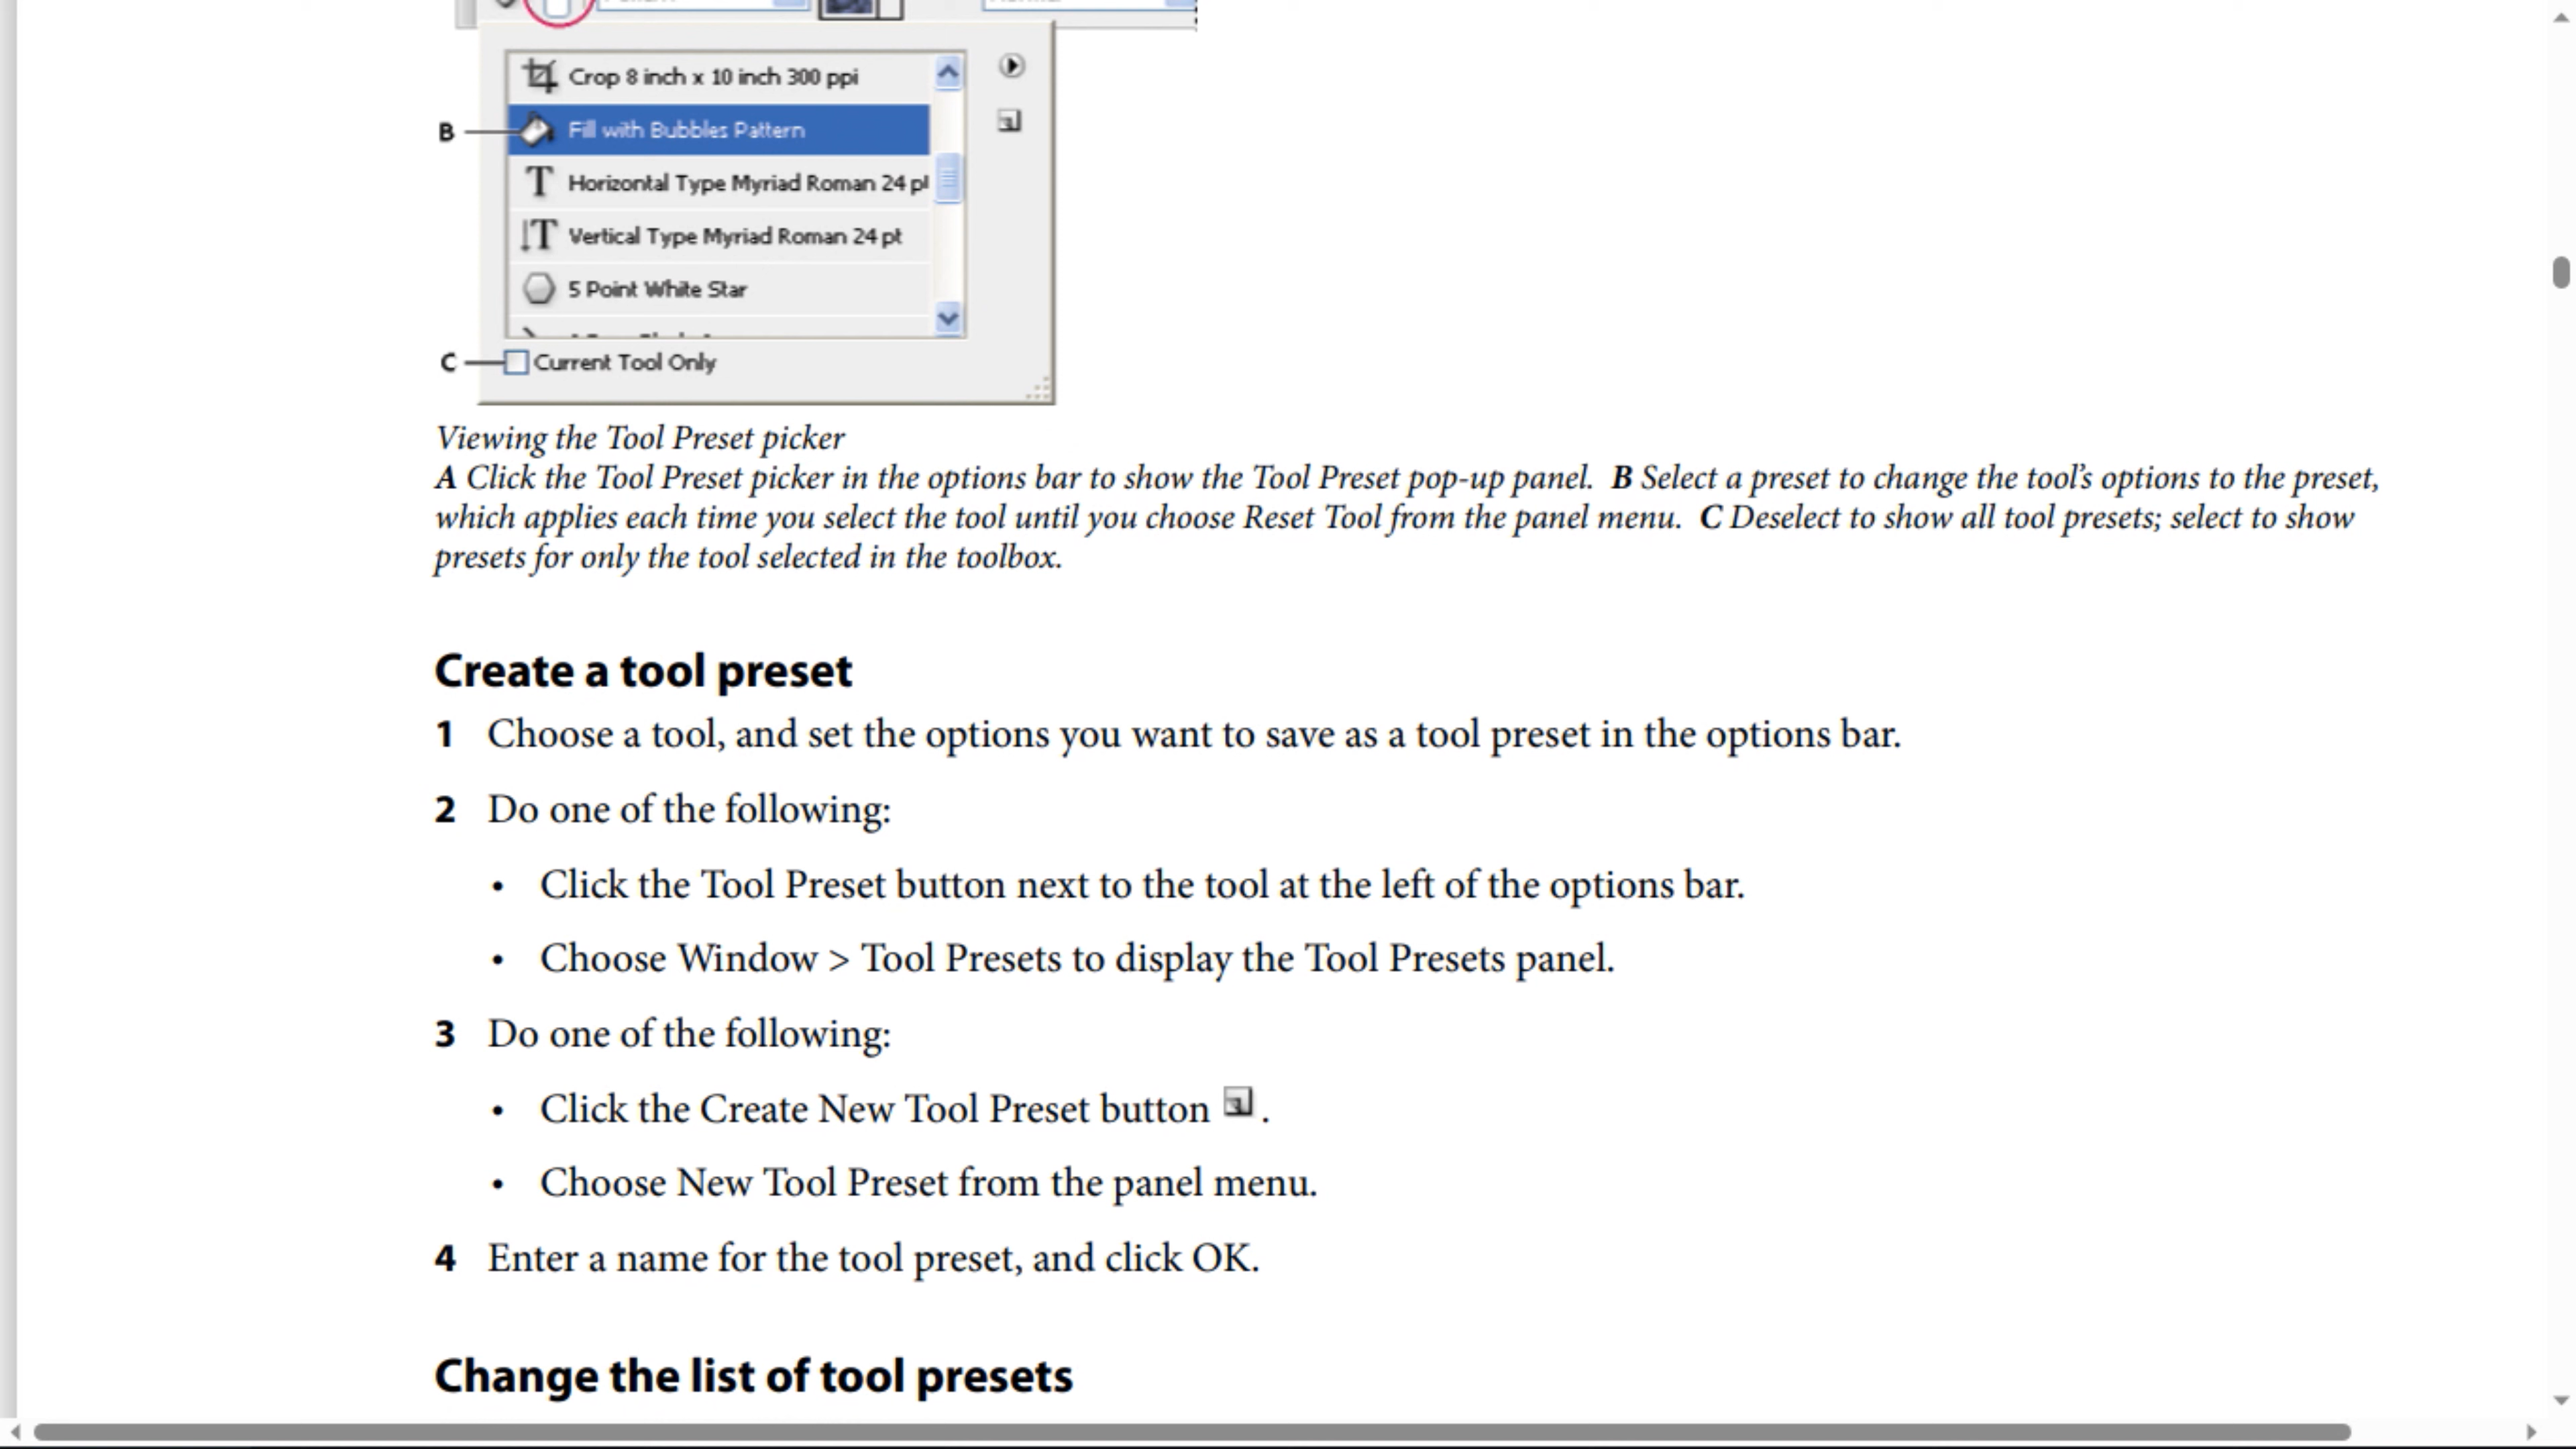 Crop 8 inch x 10 inch 300 ppi
B
Fill with Bubbles Pattern
Horizontal Type Myriad Roman 24
Vertical Type Myriad Roman 24 pt
5 Point White Star
C
Current Tool Only
Viewing the Tool Preset picker
A Click the Tool Preset picker in the options bar to show the Tool Preset pop-up panel. B Select a preset to change the tool’s options to the preset,
which applies each time you select the tool until you choose Reset Tool from the panel menu. C Deselect to show all tool presets; select to show
presets for only the tool selected in the toolbox.
Create a tool preset
1 Choose a tool, and set the options you want to save as a tool preset in the options bar.
2 Do one of the following:
• Click the Tool Preset button next to the tool at the left of the options bar.
• Choose Window > Tool Presets to display the Tool Presets panel.
3 Do one of the following:
• Click the Create New Tool Preset button .
• Choose New Tool Preset from the panel menu.
4 Enter a name for the tool preset, and click OK.
Change the list of tool presets